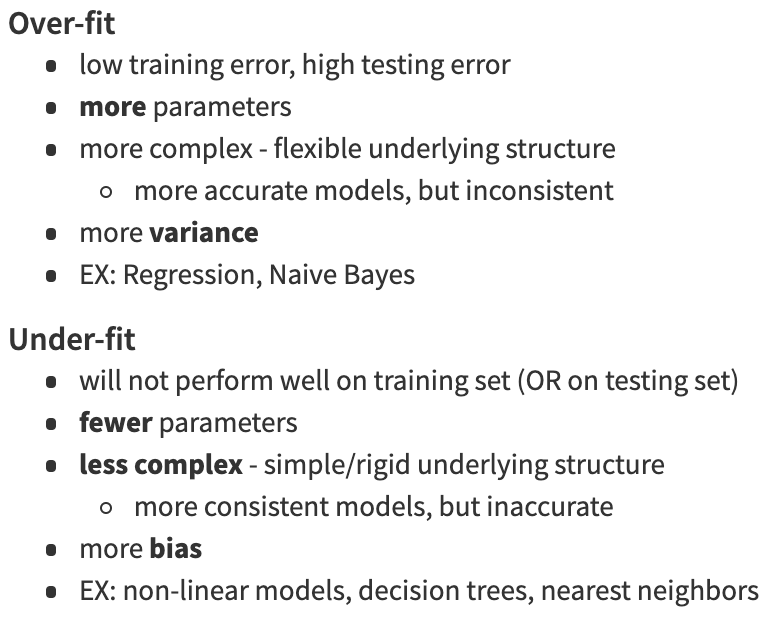 Over-fit
• low training error, high testing error
• more parameters
• more complex - flexible underlying structure
◦ more accurate models, but inconsistent
• more variance
• EX: Regression, Naive Bayes
Under-fit
• will not perform well on training set (OR on testing set)
• fewer parameters
• less complex - simple/rigid underlying structure
◦ more consistent models, but inaccurate
• more bias
• EX: non-linear models, decision trees, nearest neighbors